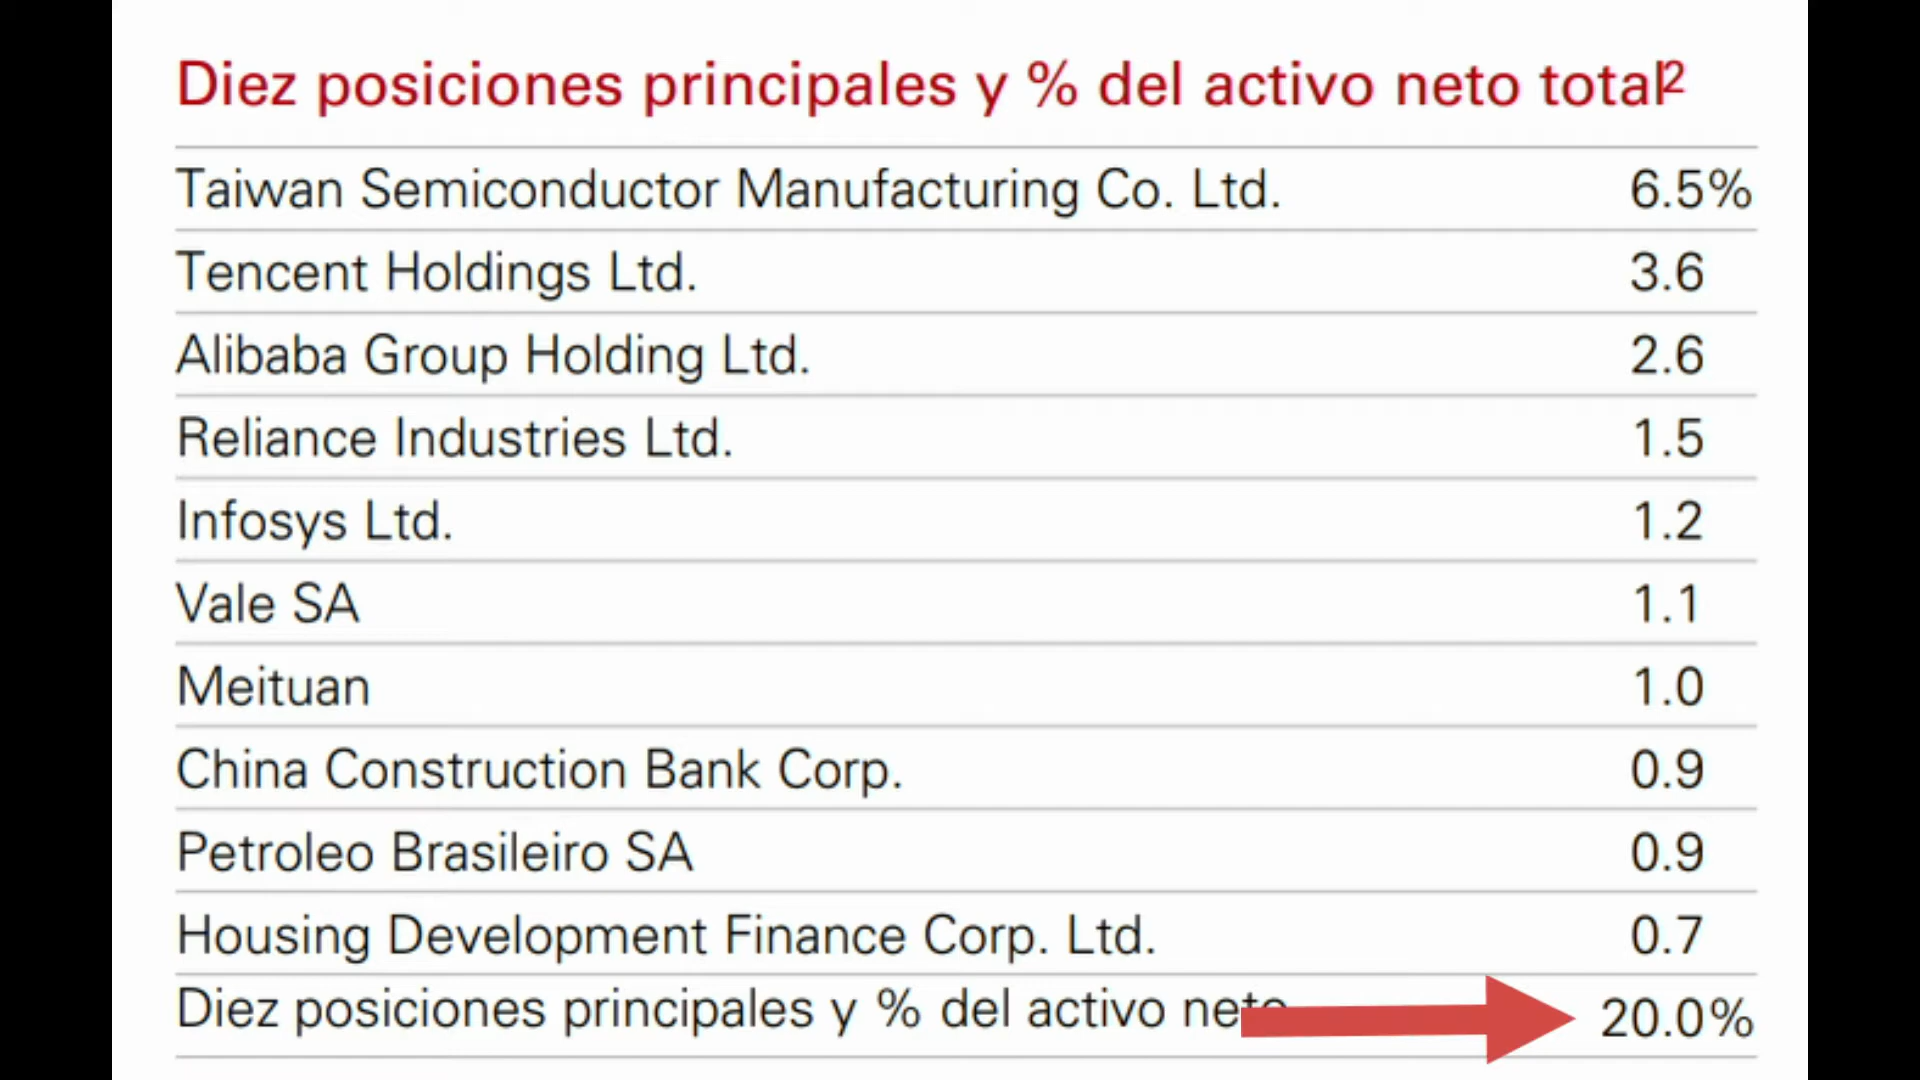 Diez posiciones principales y % del activo neto total²
Taiwan Semiconductor Manufacturing Co. Ltd. 6.5%
Tencent Holdings Ltd. 3.6
Alibaba Group Holding Ltd. 2.6
Reliance Industries Ltd. 1.5
Infosys Ltd. 1.2
Vale SA 1.1
Meituan 1.0
China Construction Bank Corp. 0.9
Petroleo Brasileiro SA 0.9
Housing Development Finance Corp. Ltd. 0.7
Diez posiciones principales y % del activo neto 20.0%